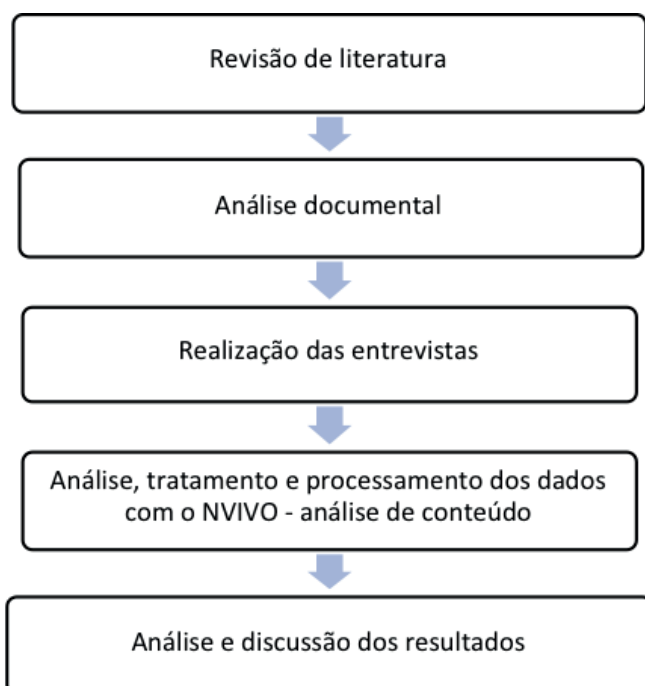 Revisão de literatura
Análise documental
Realização das entrevistas
Análise, tratamento e processamento dos dados
com o NVIVO - análise de conteúdo
Análise e discussão dos resultados